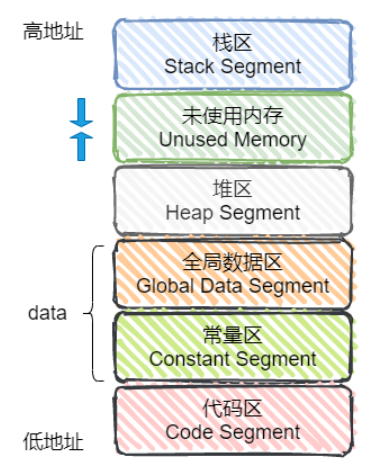 高地址
栈区
Stack Segment
未使用内存
Unused Memory
堆区
Heap Segment
全局数据区
Global Data Segment
data
常量区
Constant Segment
代码区
Code Segment
低地址